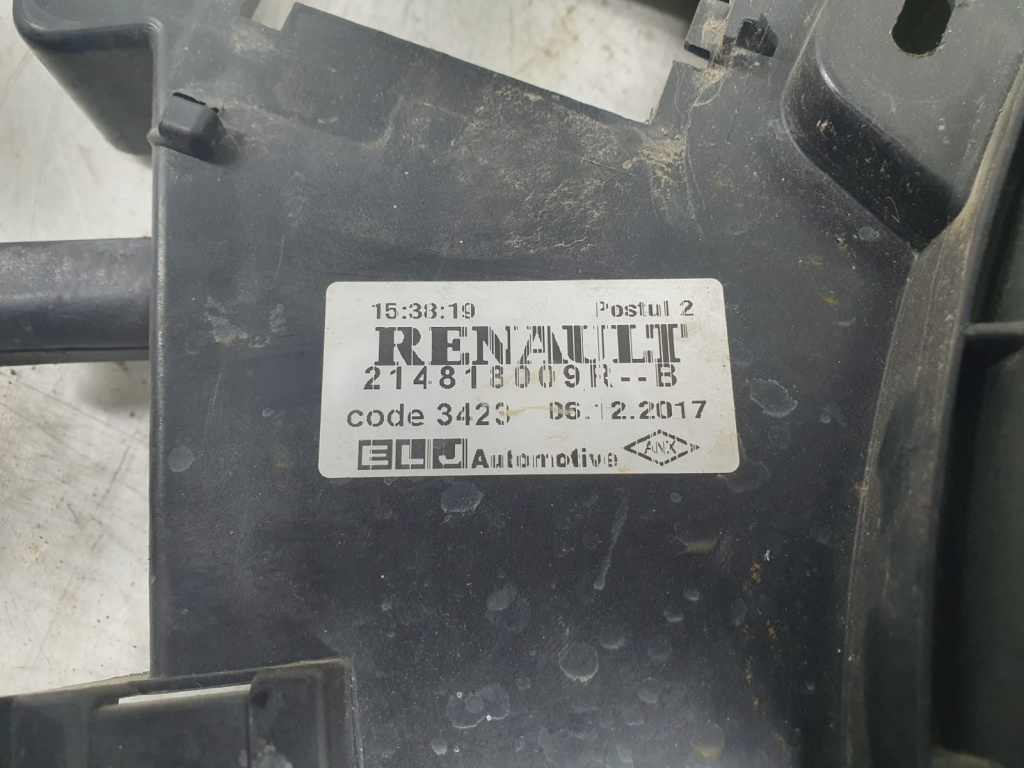 15:38:19 Postul 2
RENAULT
214818009R--B
code 3423 06.12.2017
ELJ Automotive